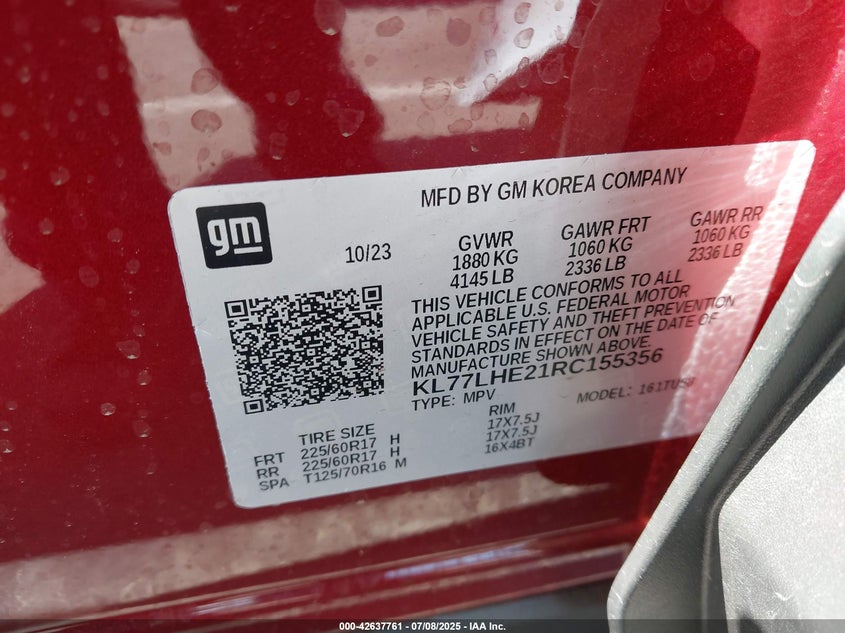 MFD BY GM KOREA COMPANY
gm
10/23
GVWR GAWR FRT GAWR RR
1880 KG 1060 KG 1060 KG
4145 LB 2336 LB 2336 LB
THIS VEHICLE CONFORMS TO ALL
APPLICABLE U.S. FEDERAL MOTOR
VEHICLE SAFETY AND THEFT PREVENTION
STANDARDS IN EFFECT ON THE DATE OF
MANUFACTURE SHOWN ABOVE.
KL77LHE21RC155356
TYPE: MPV MODEL: 161TU58
TIRE SIZE RIM
FRT 225/60R17 H 17X7.5J
RR 225/60R17 H 17X7.5J
SPA T125/70R16 M 16X4BT
000-42637761 - 07/08/2025 - IAA Inc.